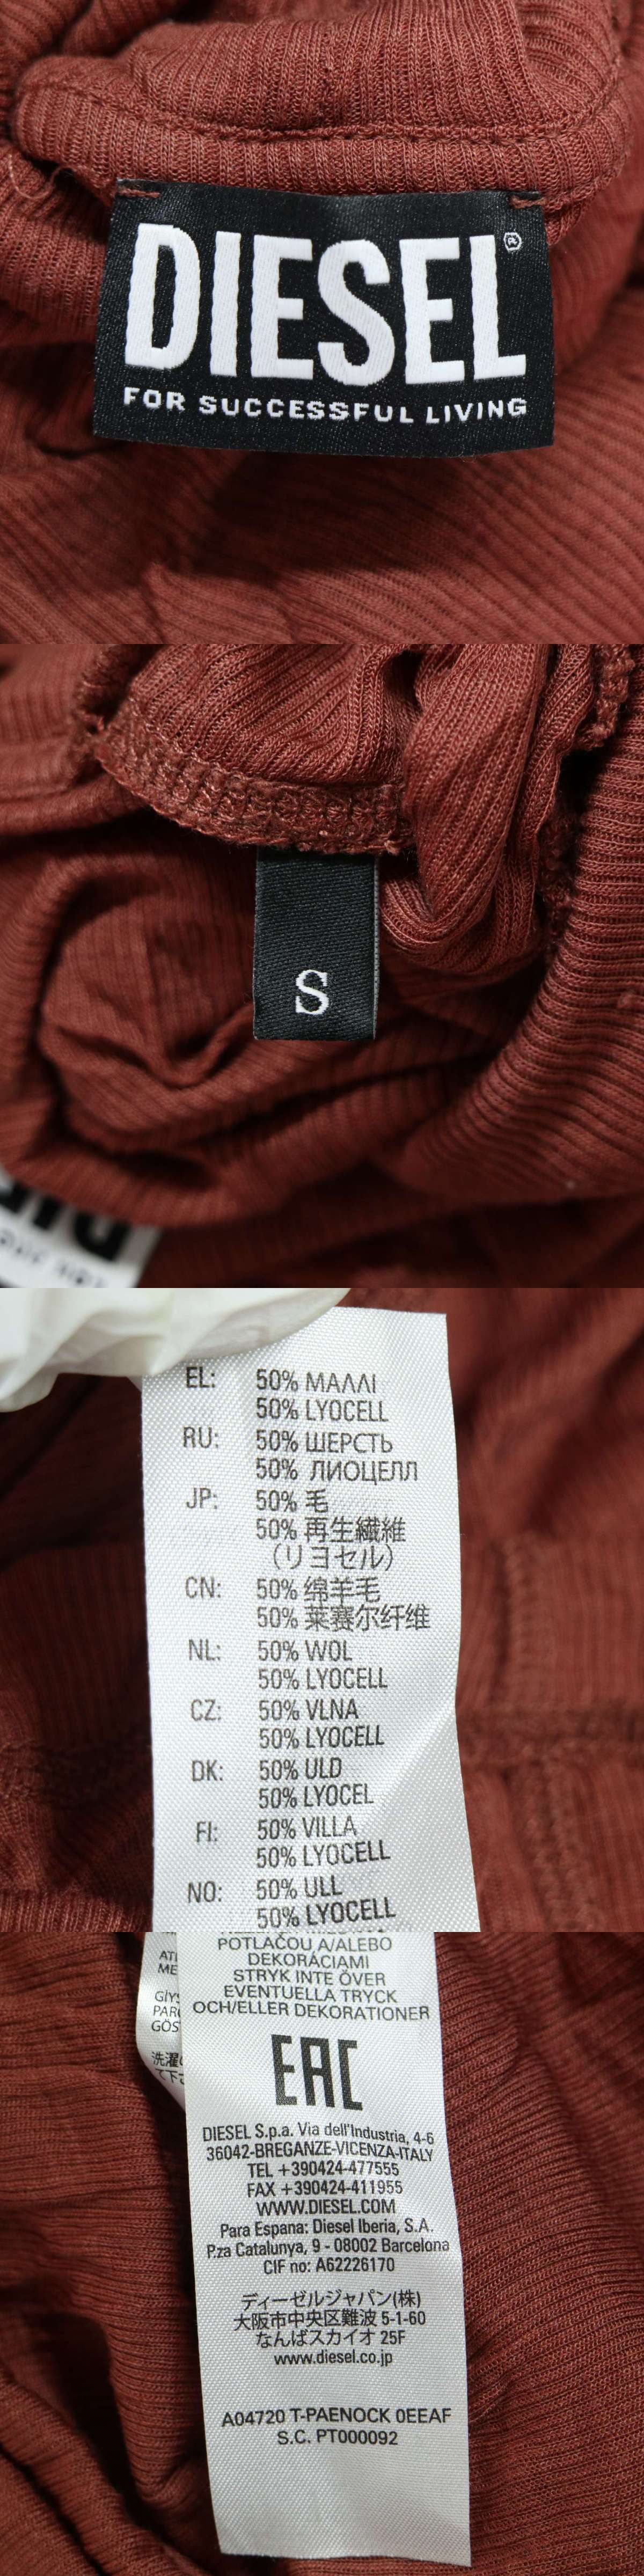 DIESEL®
FOR SUCCESSFUL LIVING
S
EL: 50% ΜΑΛΛΙ
50% LYOCELL
RU: 50% ШЕРСТЬ
50% ЛИОЦЕЛЛ
JP: 50% 毛
50% 再生繊維
(リヨセル)
CN: 50% 绵羊毛
50% 莱赛尔纤维
NL: 50% WOL
50% LYOCELL
CZ: 50% VLNA
50% LYOCELL
DK: 50% ULD
50% LYOCEL
FI: 50% VILLA
50% LYOCELL
NO: 50% ULL
50% LYOCELL
POTLAČOU A/ALEBO
DEKORÁCIAMI
STRYK INTE ÖVER
EVENTUELLA TRYCK
OCH/ELLER DEKORATIONER
EAC
DIESEL S.p.a. Via dell'Industria, 4-6
36042-BREGANZE-VICENZA-ITALY
TEL +390424-477555
FAX +390424-411955
WWW.DIESEL.COM
Para Espana: Diesel Iberia, S.A.
P.za Catalunya, 9 - 08002 Barcelona
CIF no: A62226170
ディーゼルジャパン(株)
大阪市中央区難波 5-1-60
なんばスカイオ 25F
www.diesel.co.jp
A04720 T-PAENOCK 0EEAF
S.C. PT000092